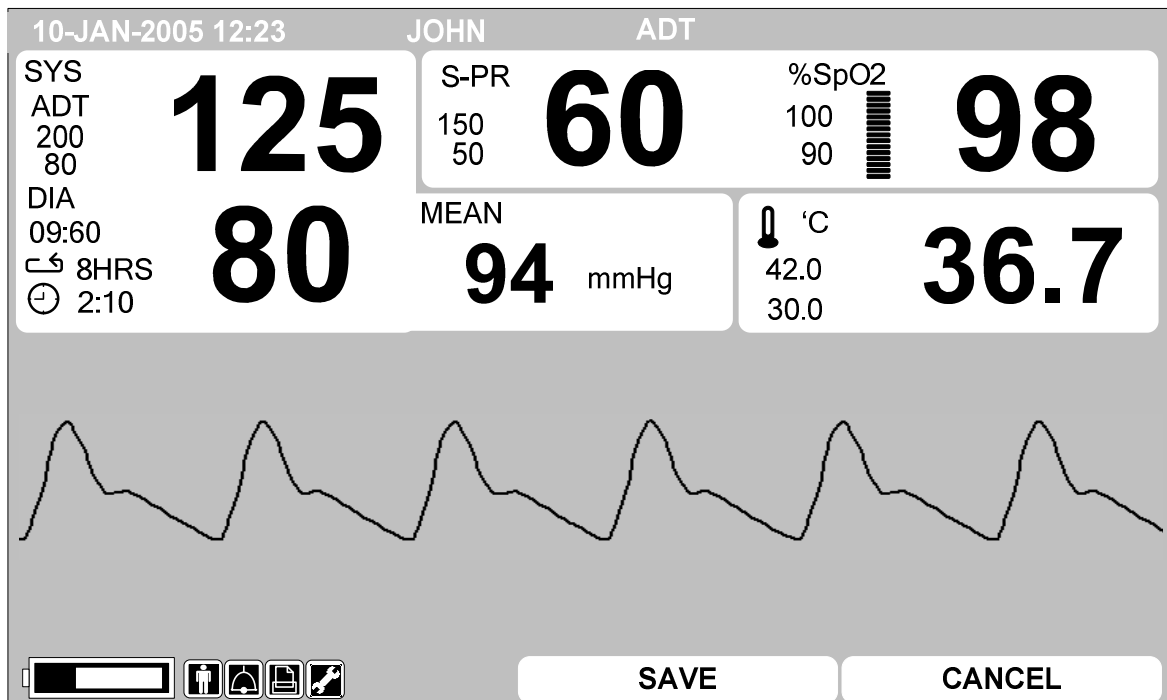 10-JAN-2005 12:23 JOHN ADT
SYS
ADT
200
80
125
DIA
09:60
8HRS
2:10
80
S-PR
150
50
60
%SpO2
100
90
98
MEAN
94 mmHg
‘C
42.0
30.0
36.7
SAVE CANCEL